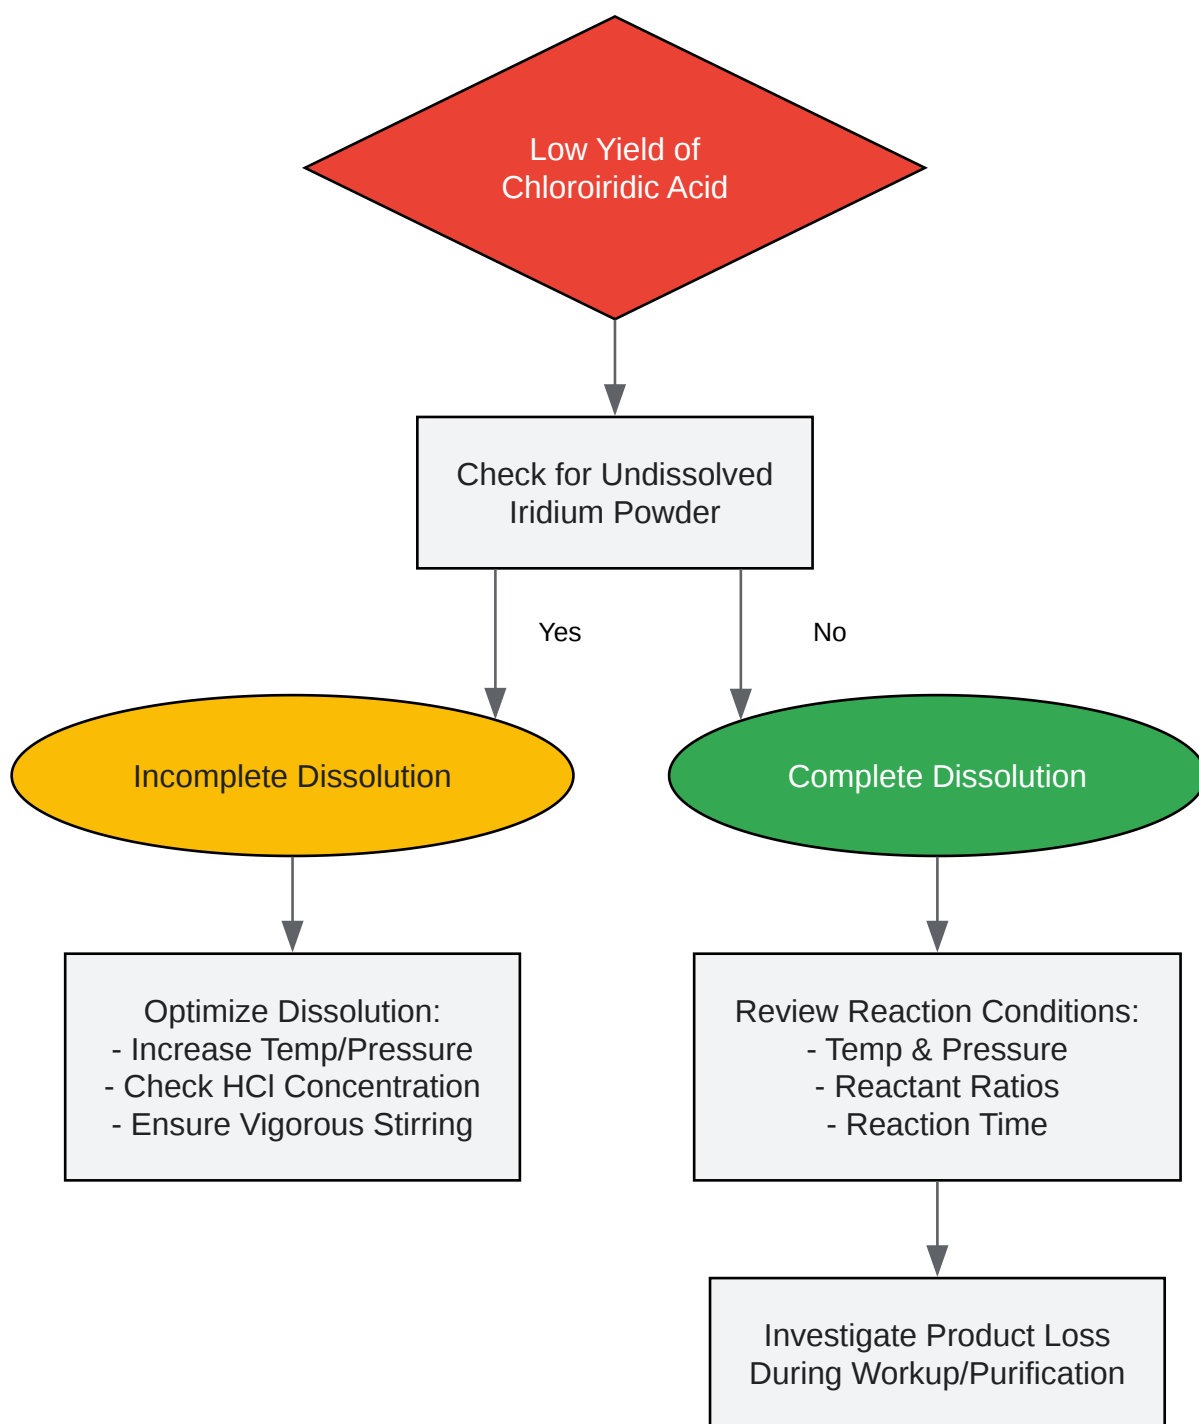 Low Yield of
Chloroiridic Acid
Check for Undissolved
Iridium Powder
Yes
No
Incomplete Dissolution
Complete Dissolution
Optimize Dissolution:
- Increase Temp/Pressure
- Check HCl Concentration
- Ensure Vigorous Stirring
Review Reaction Conditions:
- Temp & Pressure
- Reactant Ratios
- Reaction Time
Investigate Product Loss
During Workup/Purification